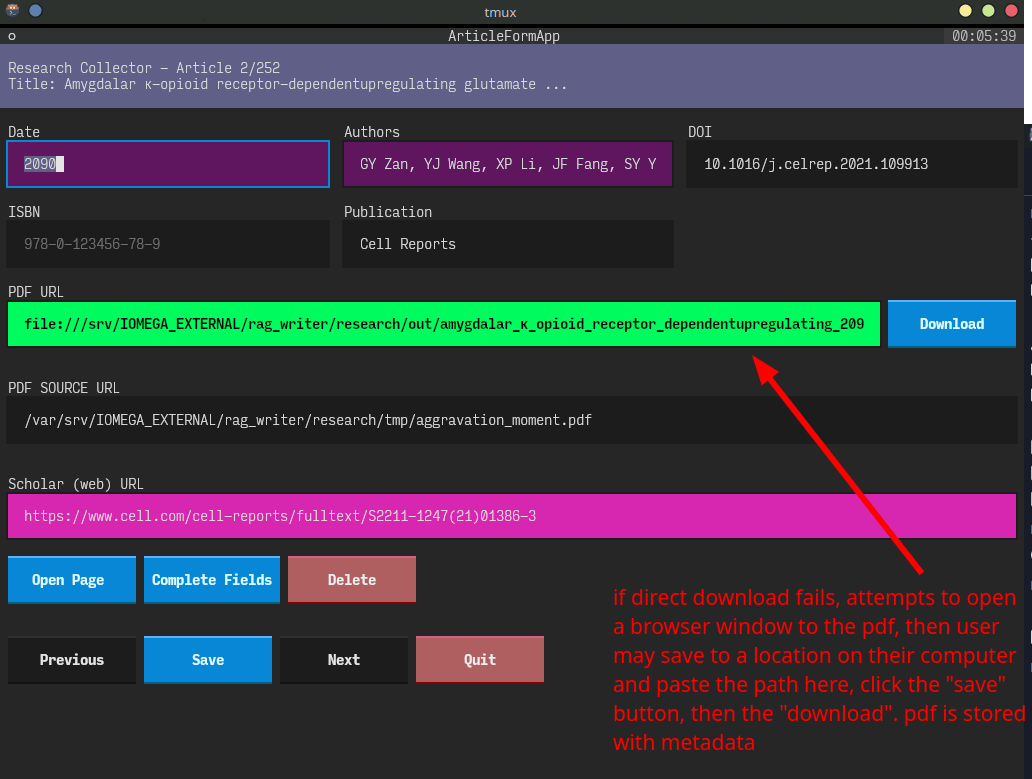 tmux
ArticleFormApp
00:05:39
Research Collector – Article 2/252
Title: Amygdalar κ-opioid receptor-dependentupregulating glutamate ...
Date
Authors
DOI
2090
GY Zan, YJ Wang, XP Li, JF Fang, SY Y
10.1016/j.celrep.2021.109913
ISBN
Publication
978-0-123456-78-9
Cell Reports
PDF URL
file:///srv/IOMEGA_EXTERNAL/rag_writer/research/out/amygdalar_κ_opioid_receptor_dependentupregulating_209
Download
PDF SOURCE URL
/var/srv/IOMEGA_EXTERNAL/rag_writer/research/tmp/aggravation_moment.pdf
Scholar (web) URL
https://www.cell.com/cell-reports/fulltext/S2211-1247(21)01386-3
Open Page
Complete Fields
Delete
if direct download fails, attempts to open
a browser window to the pdf, then user
may save to a location on their computer
and paste the path here, click the "save"
button, then the "download". pdf is stored
with metadata
Previous
Save
Next
Quit